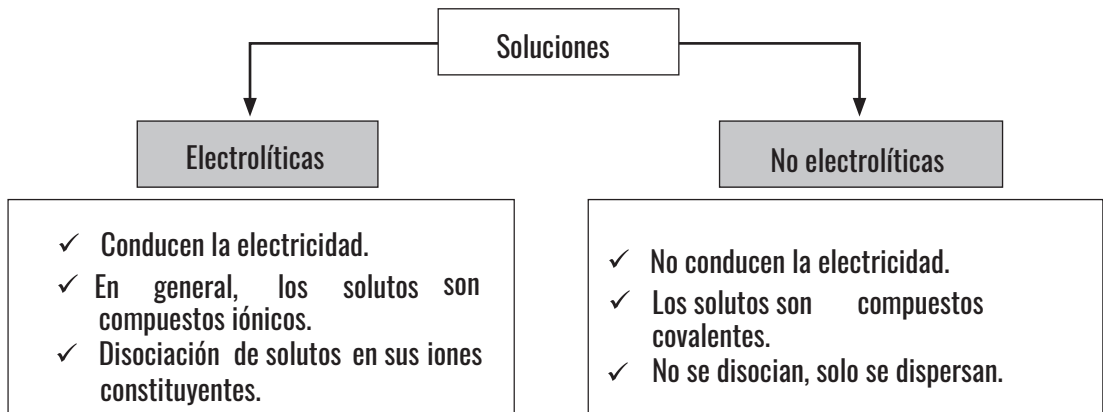 Soluciones
Electrolíticas
No electrolíticas
✓ Conducen la electricidad.
✓ En general, los solutos son
compuestos iónicos.
✓ Disociación de solutos en sus iones
constituyentes.
✓ No conducen la electricidad.
✓ Los solutos son compuestos
covalentes.
✓ No se disocian, solo se dispersan.